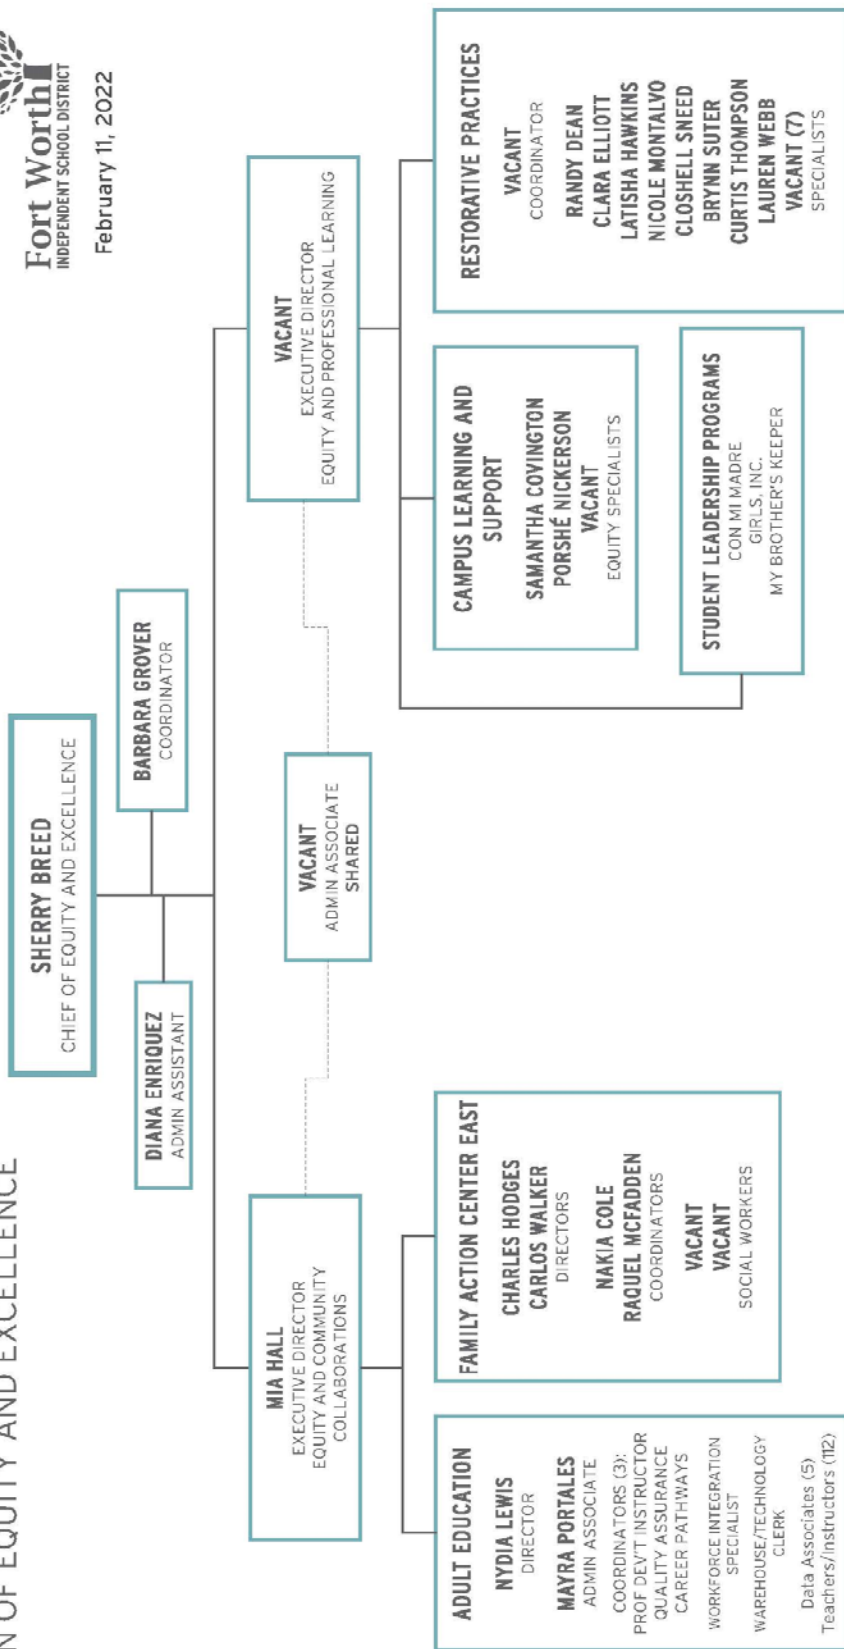 N OF EQUITY AND EXCELLENCE
Fort Worth
INDEPENDENT SCHOOL DISTRICT
February 11, 2022
SHERRY BREED
CHIEF OF EQUITY AND EXCELLENCE
DIANA ENRIQUEZ
ADMIN ASSISTANT
BARBARA GROVER
COORDINATOR
MIA HALL
EXECUTIVE DIRECTOR
EQUITY AND COMMUNITY
COLLABORATIONS
VACANT
ADMIN ASSOCIATE
SHARED
VACANT
EXECUTIVE DIRECTOR
EQUITY AND PROFESSIONAL LEARNING
ADULT EDUCATION
NYDIA LEWIS
DIRECTOR
MAYRA PORTALES
ADMIN ASSOCIATE
COORDINATORS (3):
PROF DEV'T INSTRUCTOR
QUALITY ASSURANCE
CAREER PATHWAYS
WORKFORCE INTEGRATION
SPECIALIST
WAREHOUSE/TECHNOLOGY
CLERK
Data Associates (5)
Teachers/Instructors (112)
FAMILY ACTION CENTER EAST
CHARLES HODGES
CARLOS WALKER
DIRECTORS
NAKIA COLE
RAQUEL MCFADDEN
COORDINATORS
VACANT
VACANT
SOCIAL WORKERS
CAMPUS LEARNING AND
SUPPORT
SAMANTHA COVINGTON
PORSHÉ NICKERSON
VACANT
EQUITY SPECIALISTS
STUDENT LEADERSHIP PROGRAMS
CON MI MADRE
GIRLS, INC.
MY BROTHER'S KEEPER
RESTORATIVE PRACTICES
VACANT
COORDINATOR
RANDY DEAN
CLARA ELLIOTT
LATISHA HAWKINS
NICOLE MONTALVO
CLOSHELL SNEED
BRYNN SUTER
CURTIS THOMPSON
LAUREN WEBB
VACANT (7)
SPECIALISTS